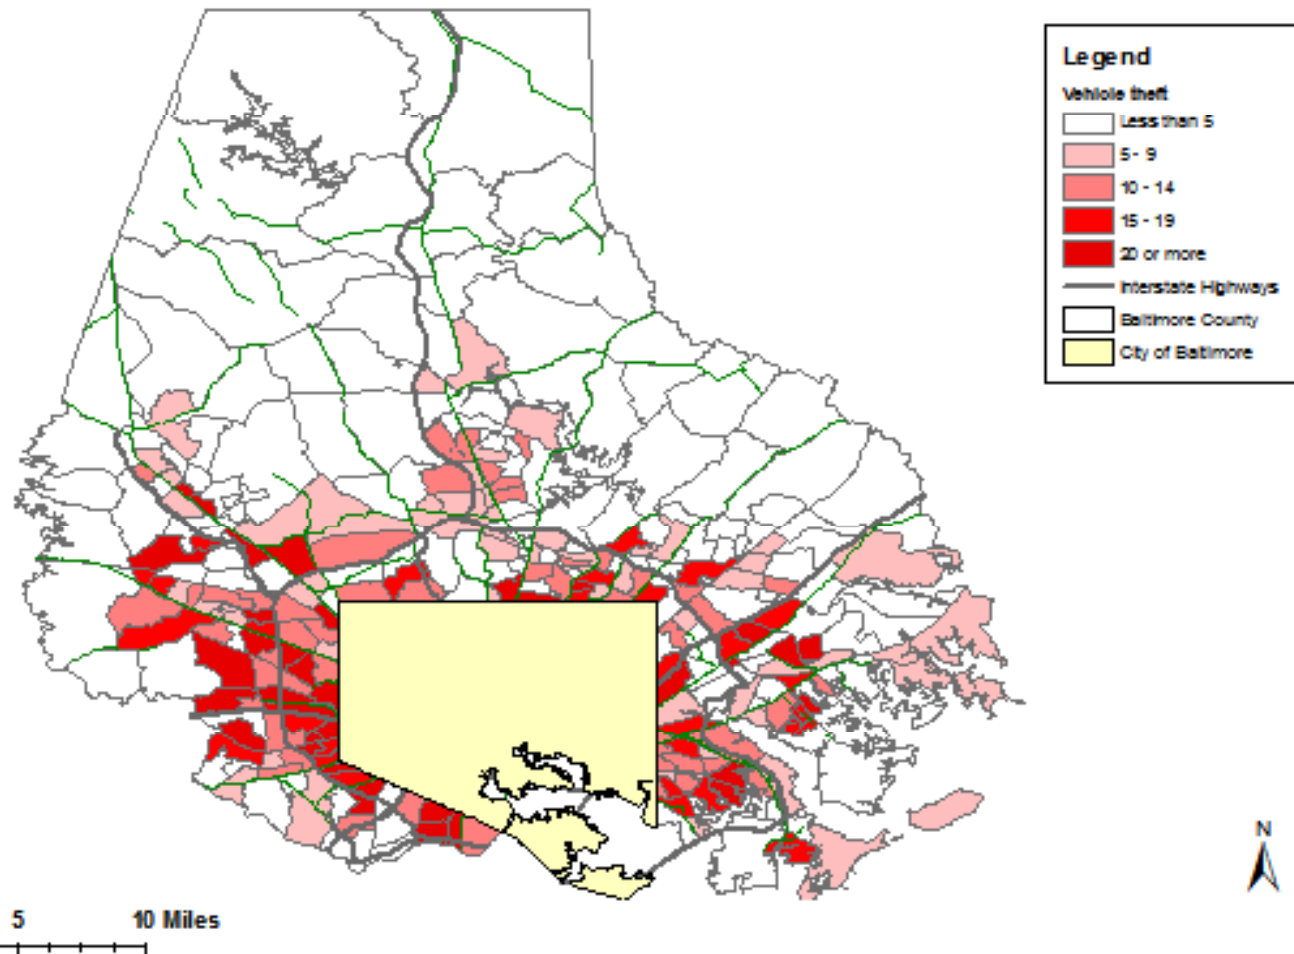 Legend
Vehicle theft
Less than 5
5 - 9
10 - 14
15 - 19
20 or more
Interstate Highways
Baltimore County
City of Baltimore
N
5 10 Miles